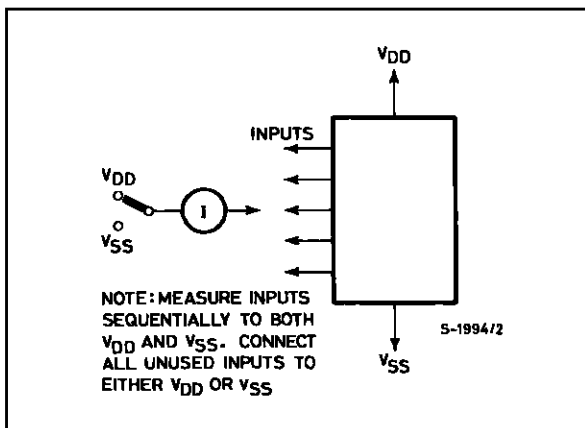 VDD
INPUTS
VDD
I
VSS
NOTE: MEASURE INPUTS
SEQUENTIALLY TO BOTH
VDD AND VSS. CONNECT
ALL UNUSED INPUTS TO
EITHER VDD OR VSS
S-1994/2
VSS